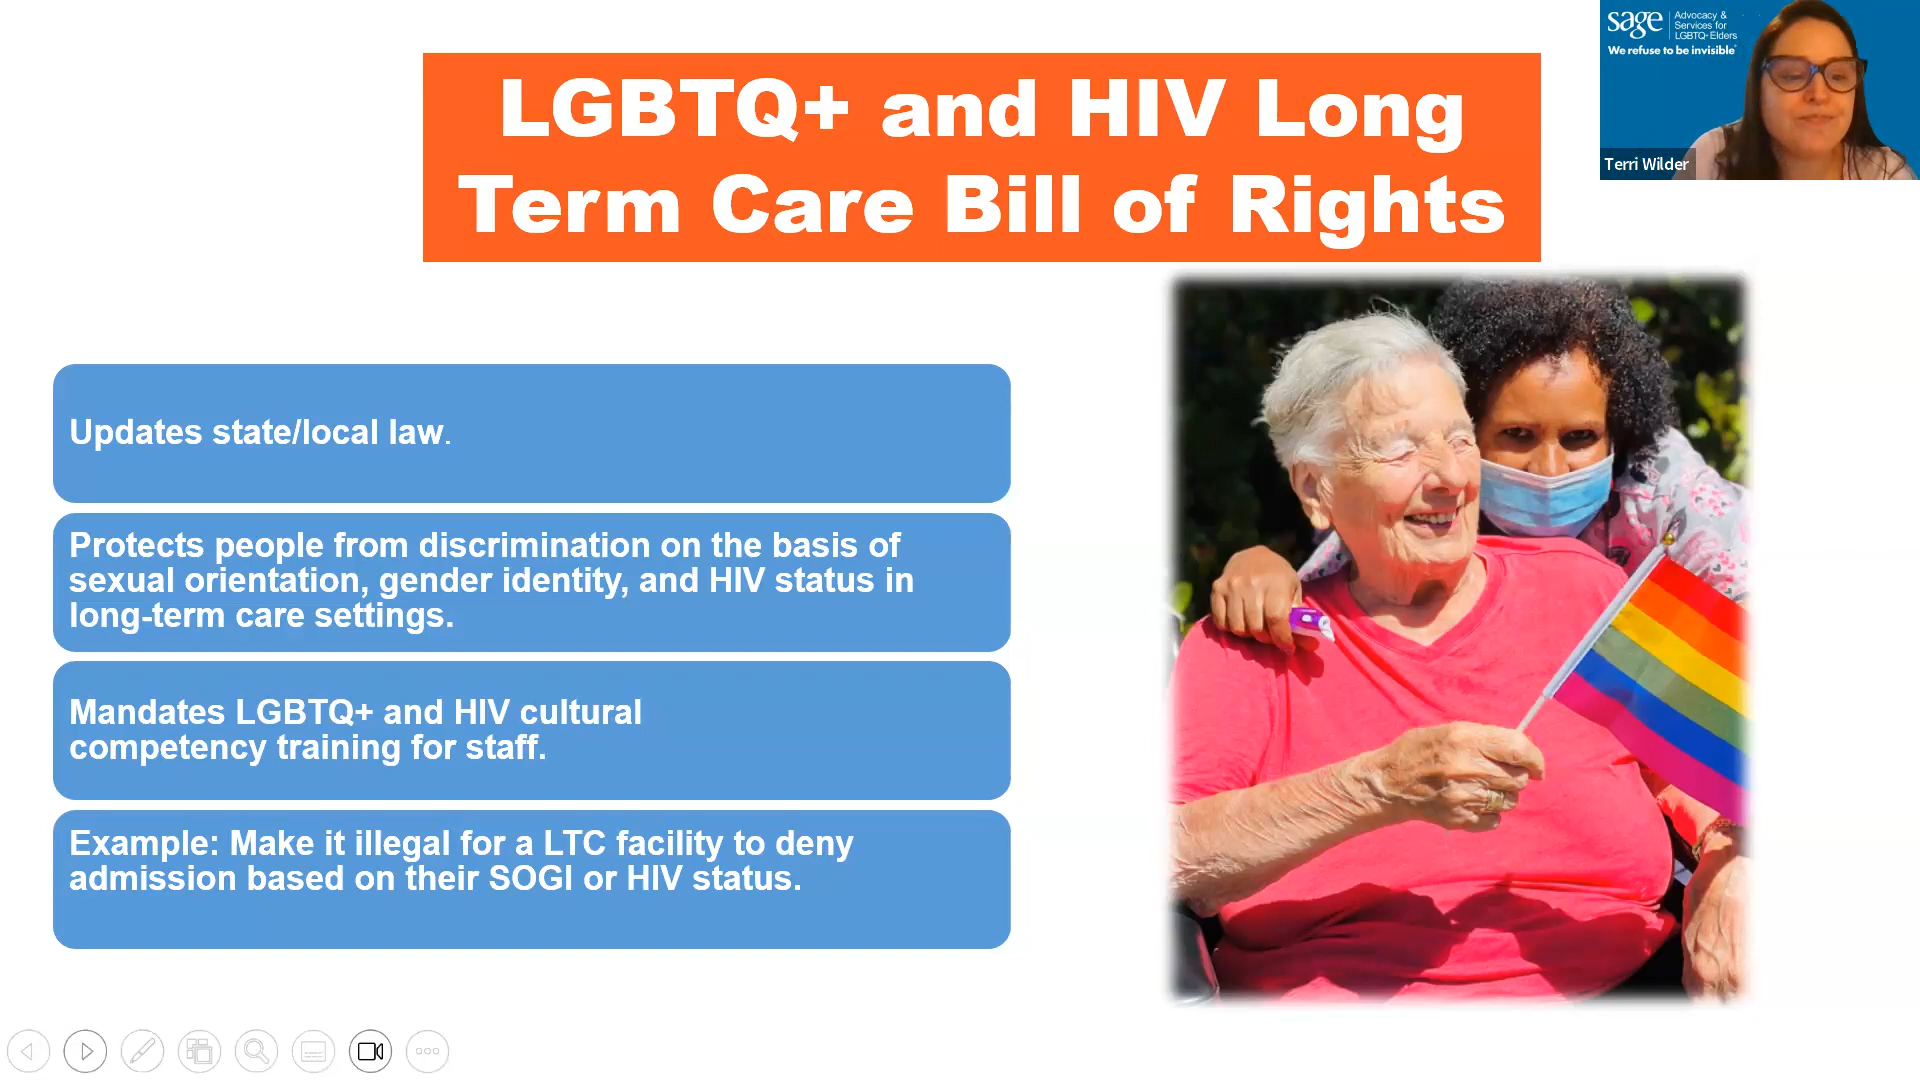 LGBTQ+ and HIV Long
Term Care Bill of Rights
sage
Advocacy &
Services for
LGBTQ+ Elders
We refuse to be invisible
Terri Wilder
Updates state/local law.
Protects people from discrimination on the basis of
sexual orientation, gender identity, and HIV status in
long-term care settings.
Mandates LGBTQ+ and HIV cultural
competency training for staff.
Example: Make it illegal for a LTC facility to deny
admission based on their SOGI or HIV status.